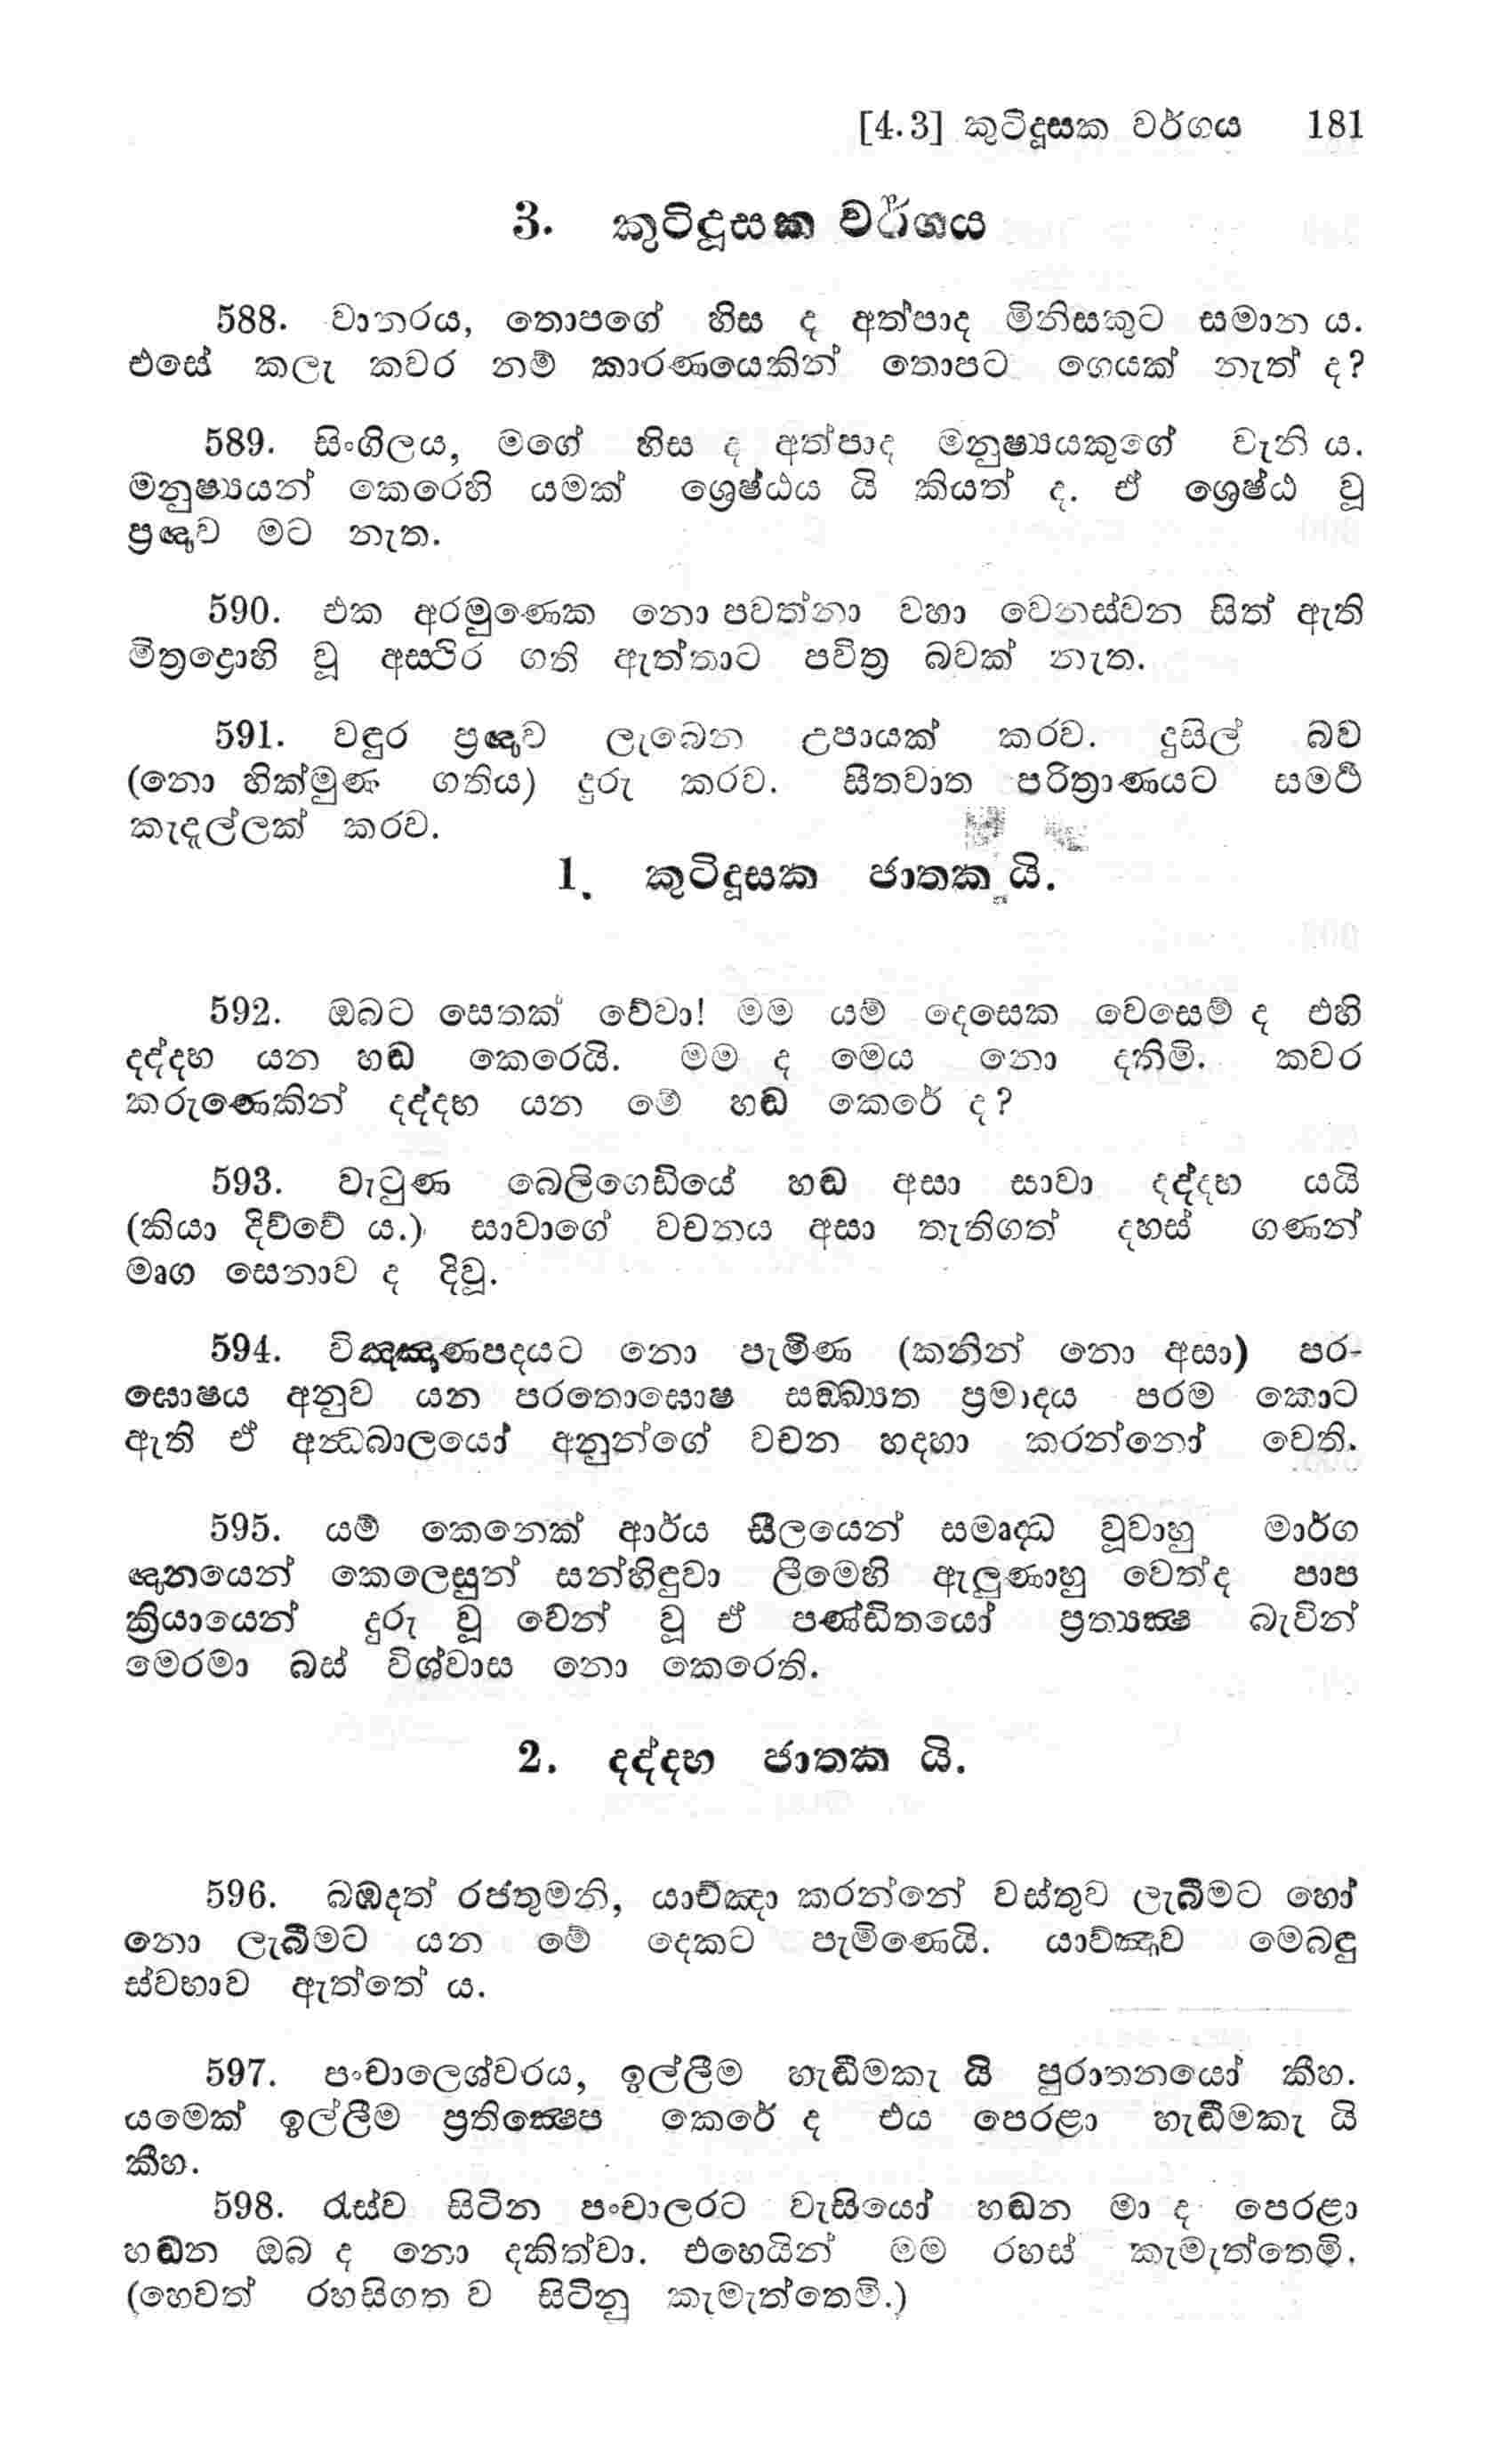 [4.3] කුටිදූසක වර්ගය 181
3. කුටිදූසක වර්ගය
588. වානරය, තොපගේ හිස ද අත්පාද මිනිසකුට සමාන ය.
එසේ කලැ කවර නම් කාරණයෙකින් තොපට ගෙයක් නැත් ද?
589. සිංගිලය, මගේ හිස ද අත්පාද මනුෂ්‍යයකුගේ වැනි ය.
මනුෂ්‍යයන් කෙරෙහි යමක් ශ්‍රෙෂ්ඨය යි කියත් ද. ඒ ශ්‍රෙෂ්ඨ වූ
ප්‍රඥාව මට නැත.
590. එක අරමුණෙක නො පවත්නා වහා වෙනස්වන සිත් ඇති
මිත්‍රද්‍රොහි වූ අස්ථිර ගති ඇත්තාට පවිත්‍ර බවක් නැත.
591. වඳුර ප්‍රඥාව ලැබෙන උපායක් කරව. දුසිල් බව
(නො හික්මුණ ගතිය) දුරු කරව. සීතවාත පරිත්‍රාණයට සමර්‍ථ
කැදැල්ලක් කරව.
1. කුටිදූසක ජාතක යි.
592. ඔබට සෙතක් වේවා! මම යම් දෙසෙක වෙසෙම් ද එහි
දද්දභ යන හඬ කෙරෙයි. මම ද මෙය නො දනිමි. කවර
කරුණෙකින් දද්දභ යන මේ හඬ කෙරේ ද?
593. වැටුණ බෙලිගෙඩියේ හඬ අසා සාවා දද්දභ යයි
(කියා දිව්වේ ය.) සාවාගේ වචනය අසා තැතිගත් දහස් ගණන්
මෘග සෙනාව ද දිවූ.
594. විඤ්ඤාණපදයට නො පැමිණ (කනින් නො අසා) පර-
ඝොෂය අනුව යන පරතොඝොෂ සඞ්ඛ්‍යාත ප්‍රමාදය පරම කොට
ඇති ඒ අන්‍ධබාලයෝ අනුන්ගේ වචන හදහා කරන්නෝ වෙති.
595. යම් කෙනෙක් ආර්ය සීලයෙන් සමෘද්ධ වූවාහු මාර්ග
ඥානයෙන් කෙලෙසුන් සන්හිඳුවා ලීමෙහි ඇලුණාහු වෙත්ද පාප
ක්‍රියායෙන් දුරු වූ වෙන් වූ ඒ පණ්ඩිතයෝ ප්‍රත්‍යක්‍ෂ බැවින්
මෙරමා බස් විශ්වාස නො කෙරෙති.
2. දද්දභ ජාතක යි.
596. බඹදත් රජතුමනි, යාච්ඤා කරන්නේ වස්තුව ලැබීමට හෝ
නො ලැබීමට යන මේ දෙකට පැමිණෙයි. යාච්ඤාව මෙබඳු
ස්වභාව ඇත්තේ ය.
597. පංචාලෙශ්වරය, ඉල්ලීම හැඬීමකැ යි පුරාතනයෝ කීහ.
යමෙක් ඉල්ලීම ප්‍රතික්‍ෂෙප කෙරේ ද එය පෙරළා හැඬීමකැ යි
කීහ.
598. රැස්ව සිටින පංචාලරට වැසියෝ හඬන මා ද පෙරළා
හඬන ඔබ ද නො දකිත්වා. එහෙයින් මම රහස් කැමැත්තෙමි.
(හෙවත් රහසිගත ව සිටිනු කැමැත්තෙමි.)